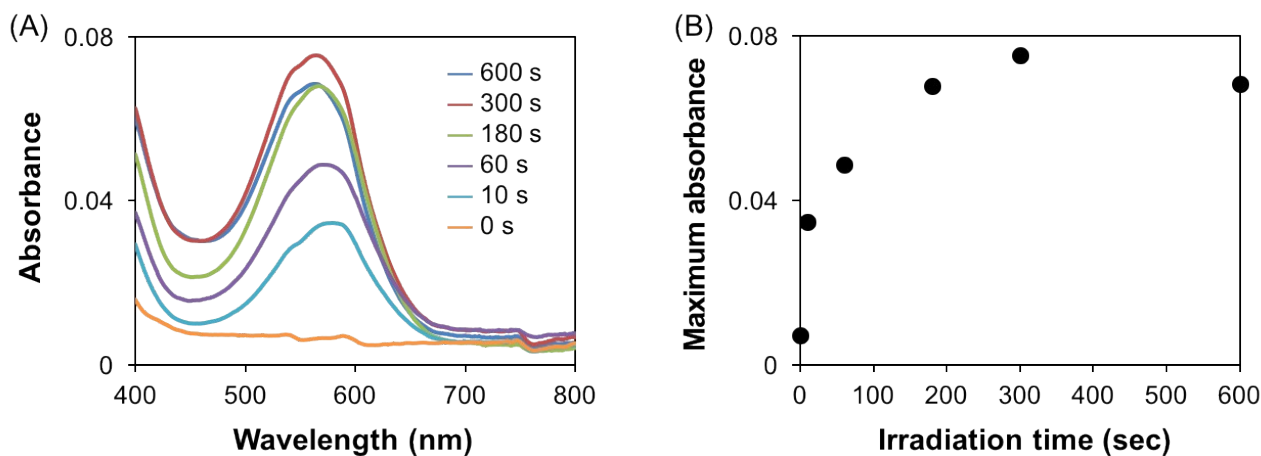 (A)
0.08
0.04
0
Absorbance
600 s
300 s
180 s
60 s
10 s
0 s
400 500 600 700 800
Wavelength (nm)
(B)
0.08
0.04
0
Maximum absorbance
0 100 200 300 400 500 600
Irradiation time (sec)